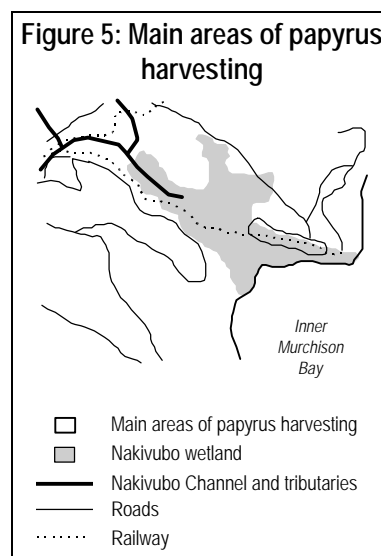 Figure 5: Main areas of papyrus
harvesting
Inner
Murchison
Bay
Main areas of papyrus harvesting
Nakivubo wetland
Nakivubo Channel and tributaries
Roads
Railway